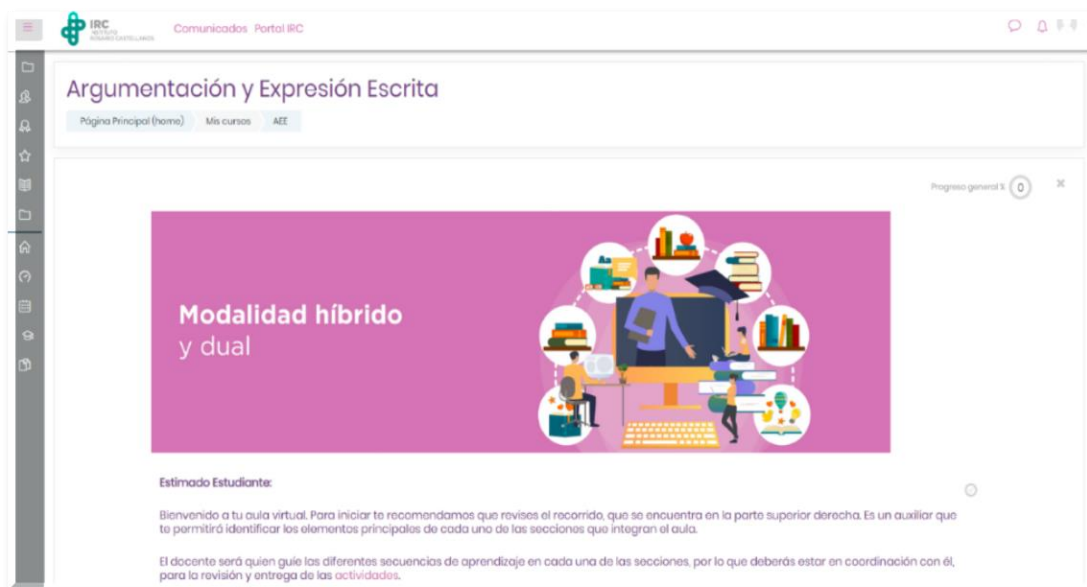 IRC
INSTITUTO
ROSARIO CASTELLANOS
Comunicados Portal IRC
Argumentación y Expresión Escrita
Página Principal (home) Mis cursos AEE
Progreso general % 0
Modalidad híbrido
y dual
Aa
Estimado Estudiante:
Bienvenido a tu aula virtual. Para iniciar te recomendamos que revises el recorrido, que se encuentra en la parte superior derecha. Es un auxiliar que
te permitirá identificar los elementos principales de cada uno de las secciones que integran el aula.
El docente será quien guíe las diferentes secuencias de aprendizaje en cada una de las secciones, por lo que deberás estar en coordinación con él,
para la revisión y entrega de las actividades.